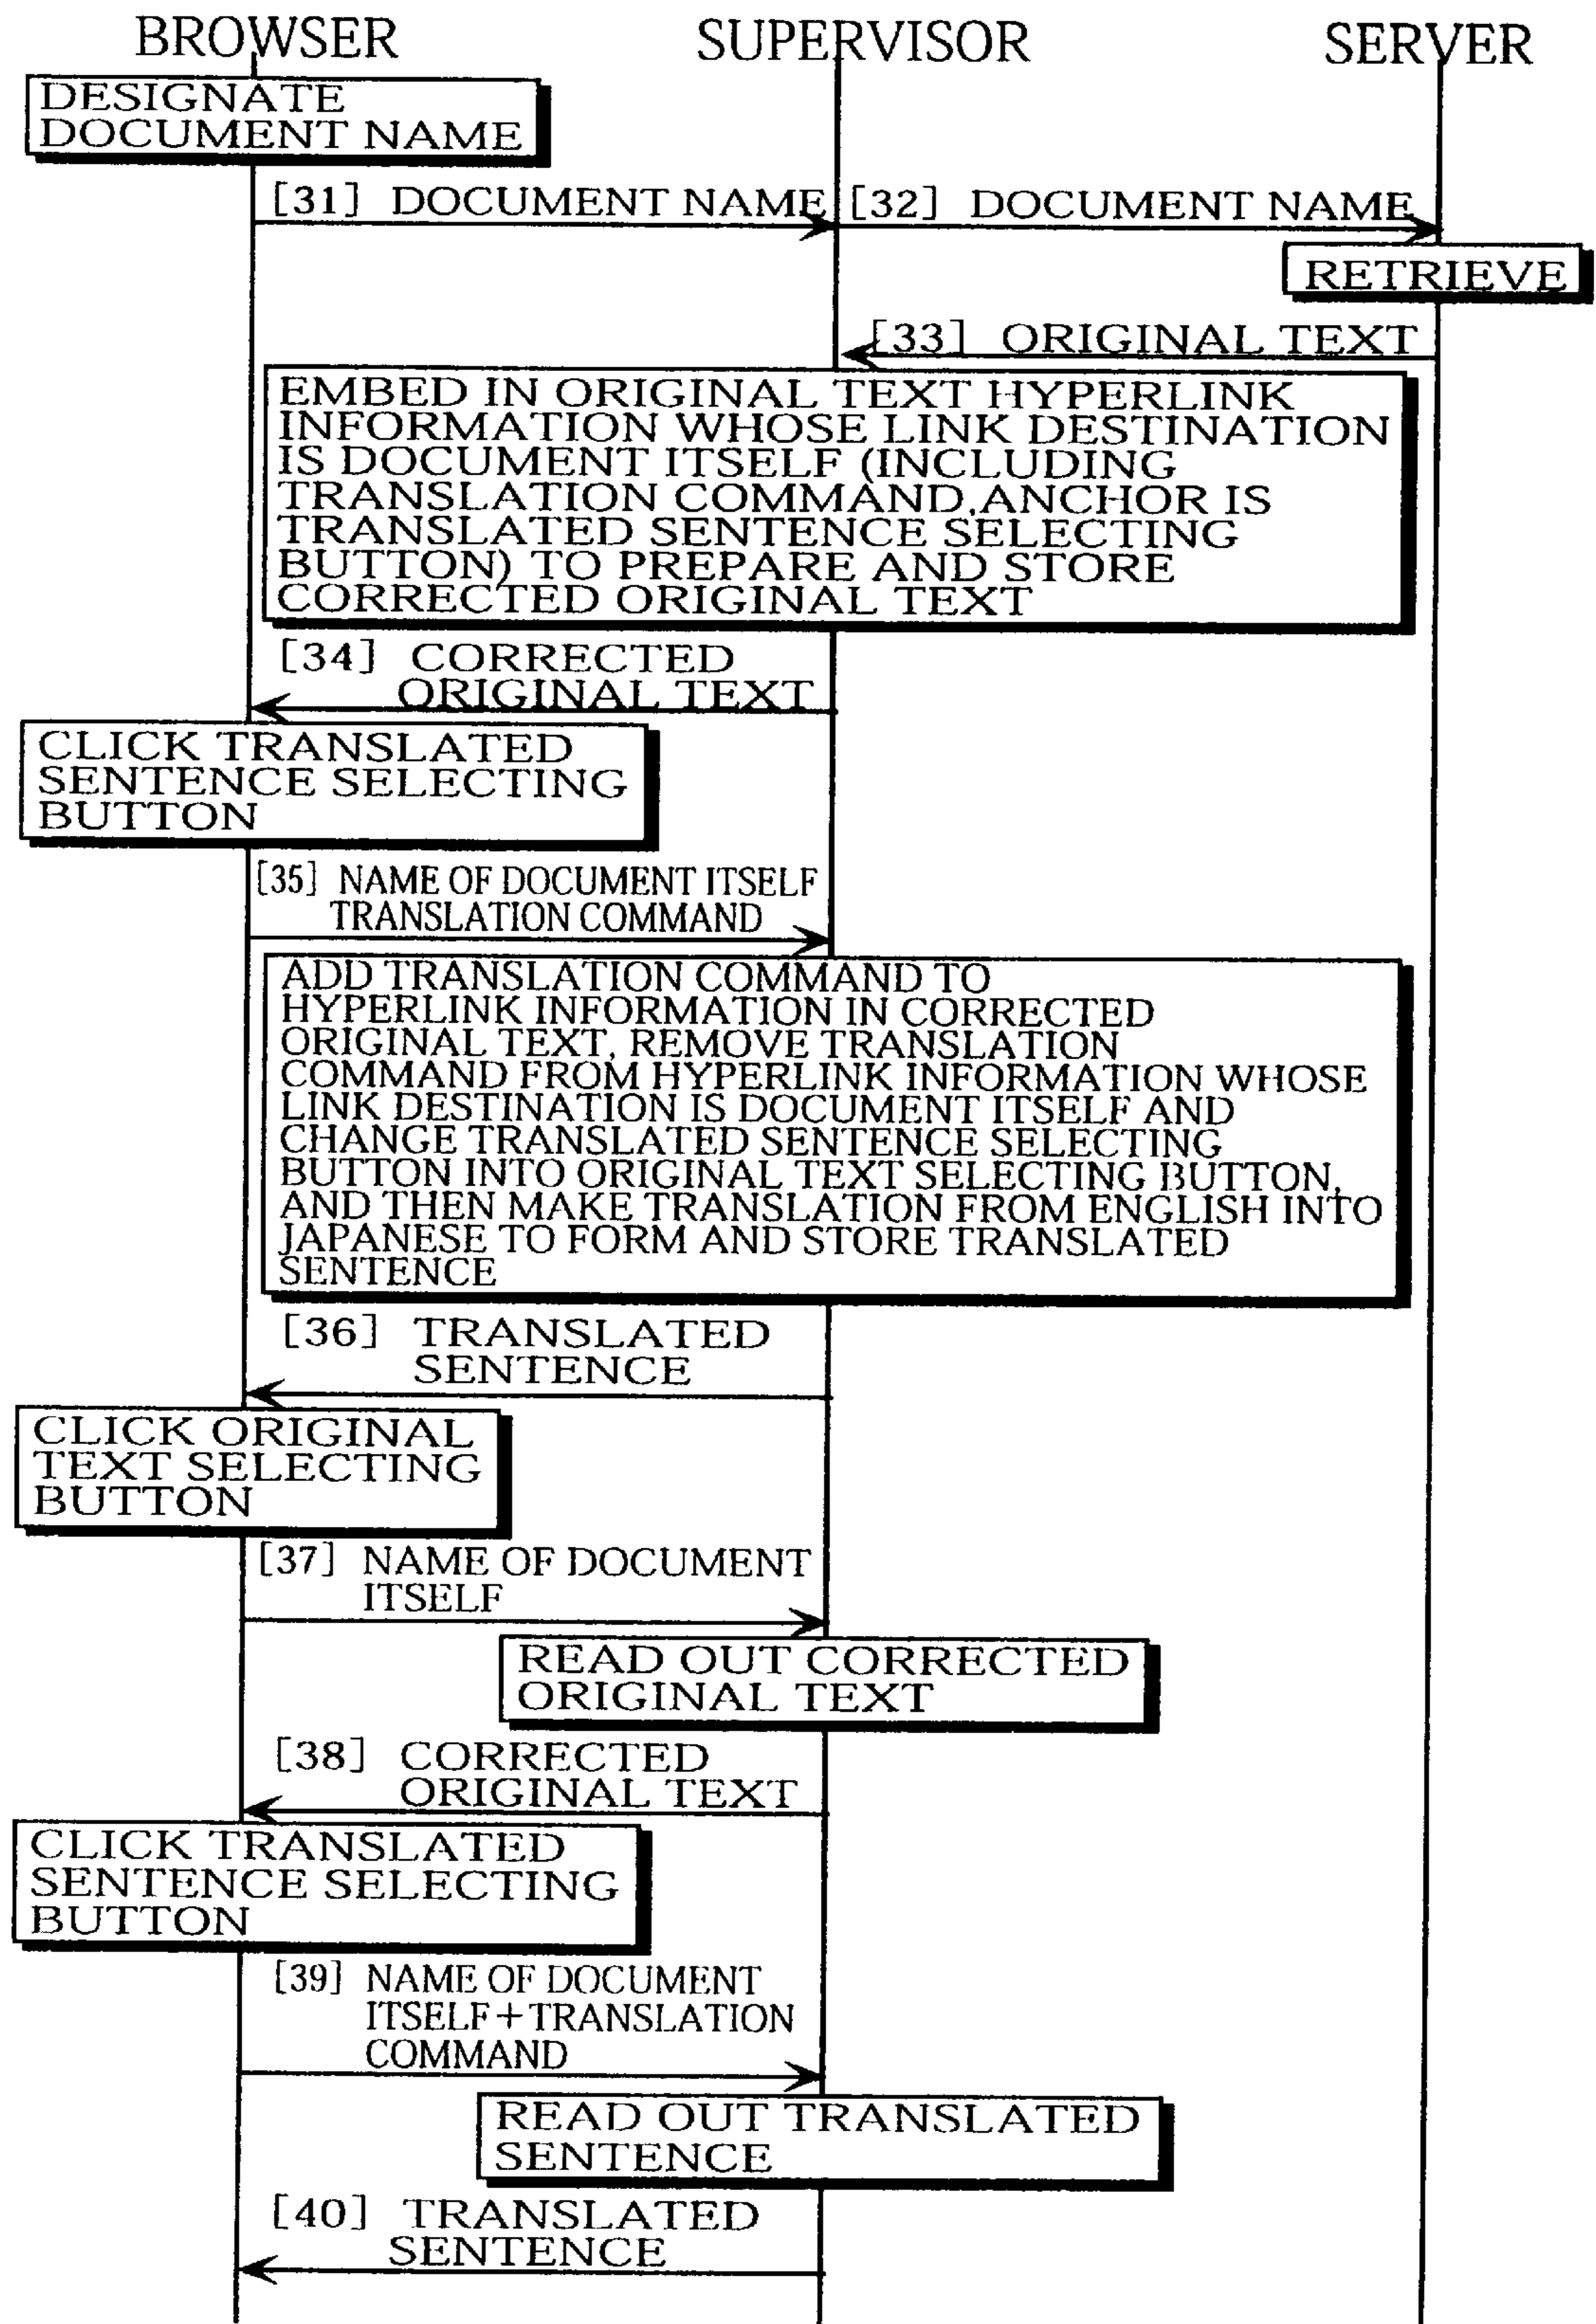 BROWSER SUPERVISOR SERVER
DESIGNATE
DOCUMENT NAME
[31] DOCUMENT NAME [32] DOCUMENT NAME
RETRIEVE
[33] ORIGINAL TEXT
EMBED IN ORIGINAL TEXT HYPERLINK
INFORMATION WHOSE LINK DESTINATION
IS DOCUMENT ITSELF (INCLUDING
TRANSLATION COMMAND,ANCHOR IS
TRANSLATED SENTENCE SELECTING
BUTTON) TO PREPARE AND STORE
CORRECTED ORIGINAL TEXT
[34] CORRECTED
ORIGINAL TEXT
CLICK TRANSLATED
SENTENCE SELECTING
BUTTON
[35] NAME OF DOCUMENT ITSELF
TRANSLATION COMMAND
ADD TRANSLATION COMMAND TO
HYPERLINK INFORMATION IN CORRECTED
ORIGINAL TEXT, REMOVE TRANSLATION
COMMAND FROM HYPERLINK INFORMATION WHOSE
LINK DESTINATION IS DOCUMENT ITSELF AND
CHANGE TRANSLATED SENTENCE SELECTING
BUTTON INTO ORIGINAL TEXT SELECTING BUTTON,
AND THEN MAKE TRANSLATION FROM ENGLISH INTO
JAPANESE TO FORM AND STORE TRANSLATED
SENTENCE
[36] TRANSLATED
SENTENCE
CLICK ORIGINAL
TEXT SELECTING
BUTTON
[37] NAME OF DOCUMENT
ITSELF
READ OUT CORRECTED
ORIGINAL TEXT
[38] CORRECTED
ORIGINAL TEXT
CLICK TRANSLATED
SENTENCE SELECTING
BUTTON
[39] NAME OF DOCUMENT
ITSELF+TRANSLATION
COMMAND
READ OUT TRANSLATED
SENTENCE
[40] TRANSLATED
SENTENCE